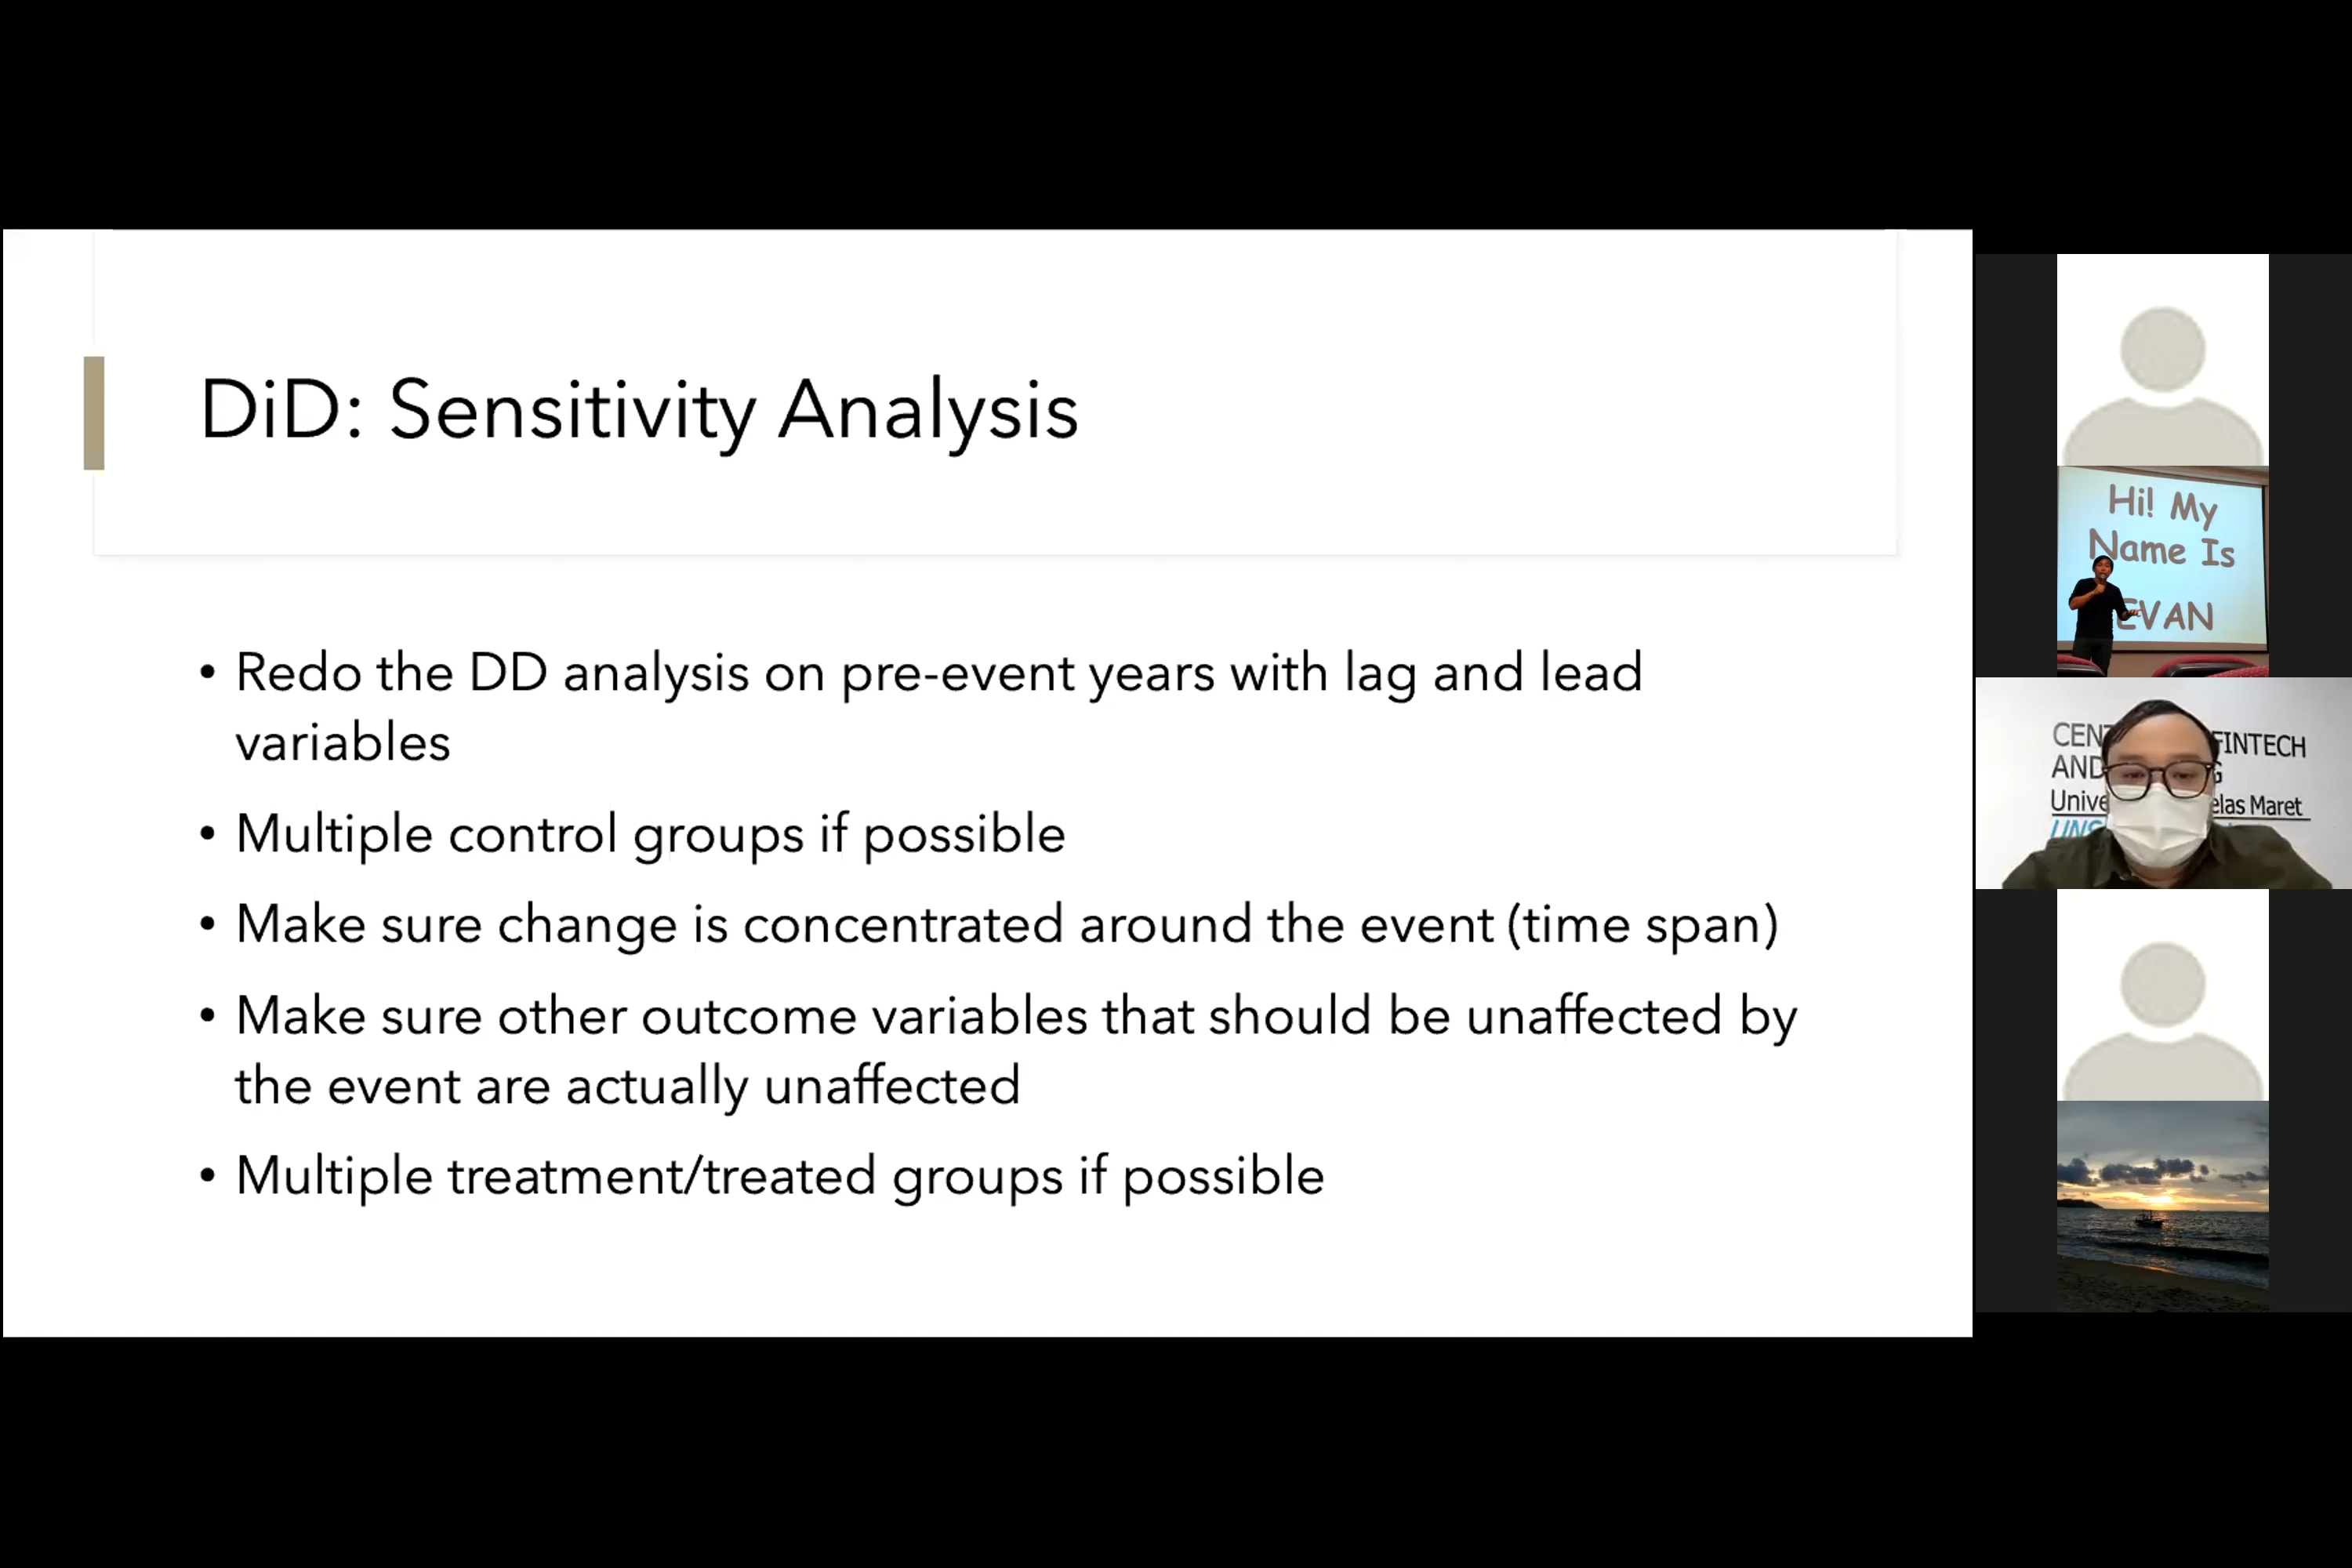 DiD: Sensitivity Analysis
• Redo the DD analysis on pre-event years with lag and lead
variables
• Multiple control groups if possible
• Make sure change is concentrated around the event (time span)
• Make sure other outcome variables that should be unaffected by
the event are actually unaffected
• Multiple treatment/treated groups if possible
Hi! My
Name Is
EVAN
FINTECH
AND
Maret